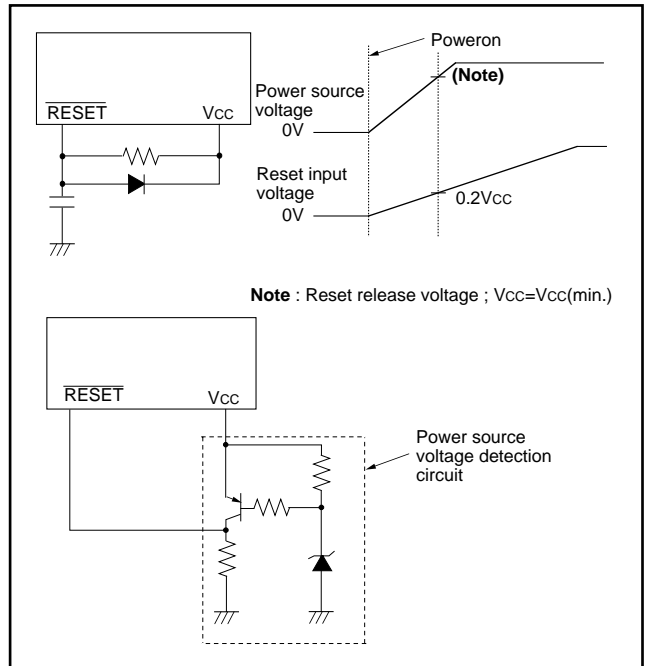 Poweron
(Note)
Power source
voltage
0V
RESET
VCC
Reset input
voltage
0V
0.2VCC
Note : Reset release voltage ; VCC=VCC(min.)
RESET
VCC
Power source
voltage detection
circuit